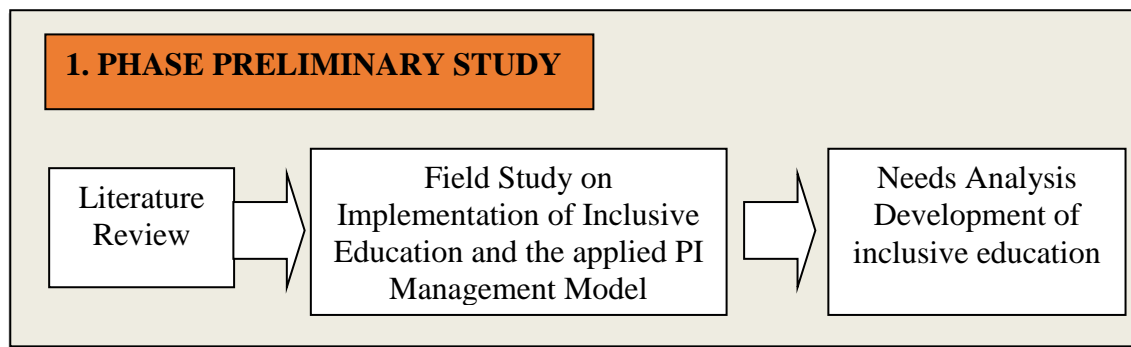 1. PHASE PRELIMINARY STUDY
Literature
Review
Field Study on
Implementation of Inclusive
Education and the applied PI
Management Model
Needs Analysis
Development of
inclusive education